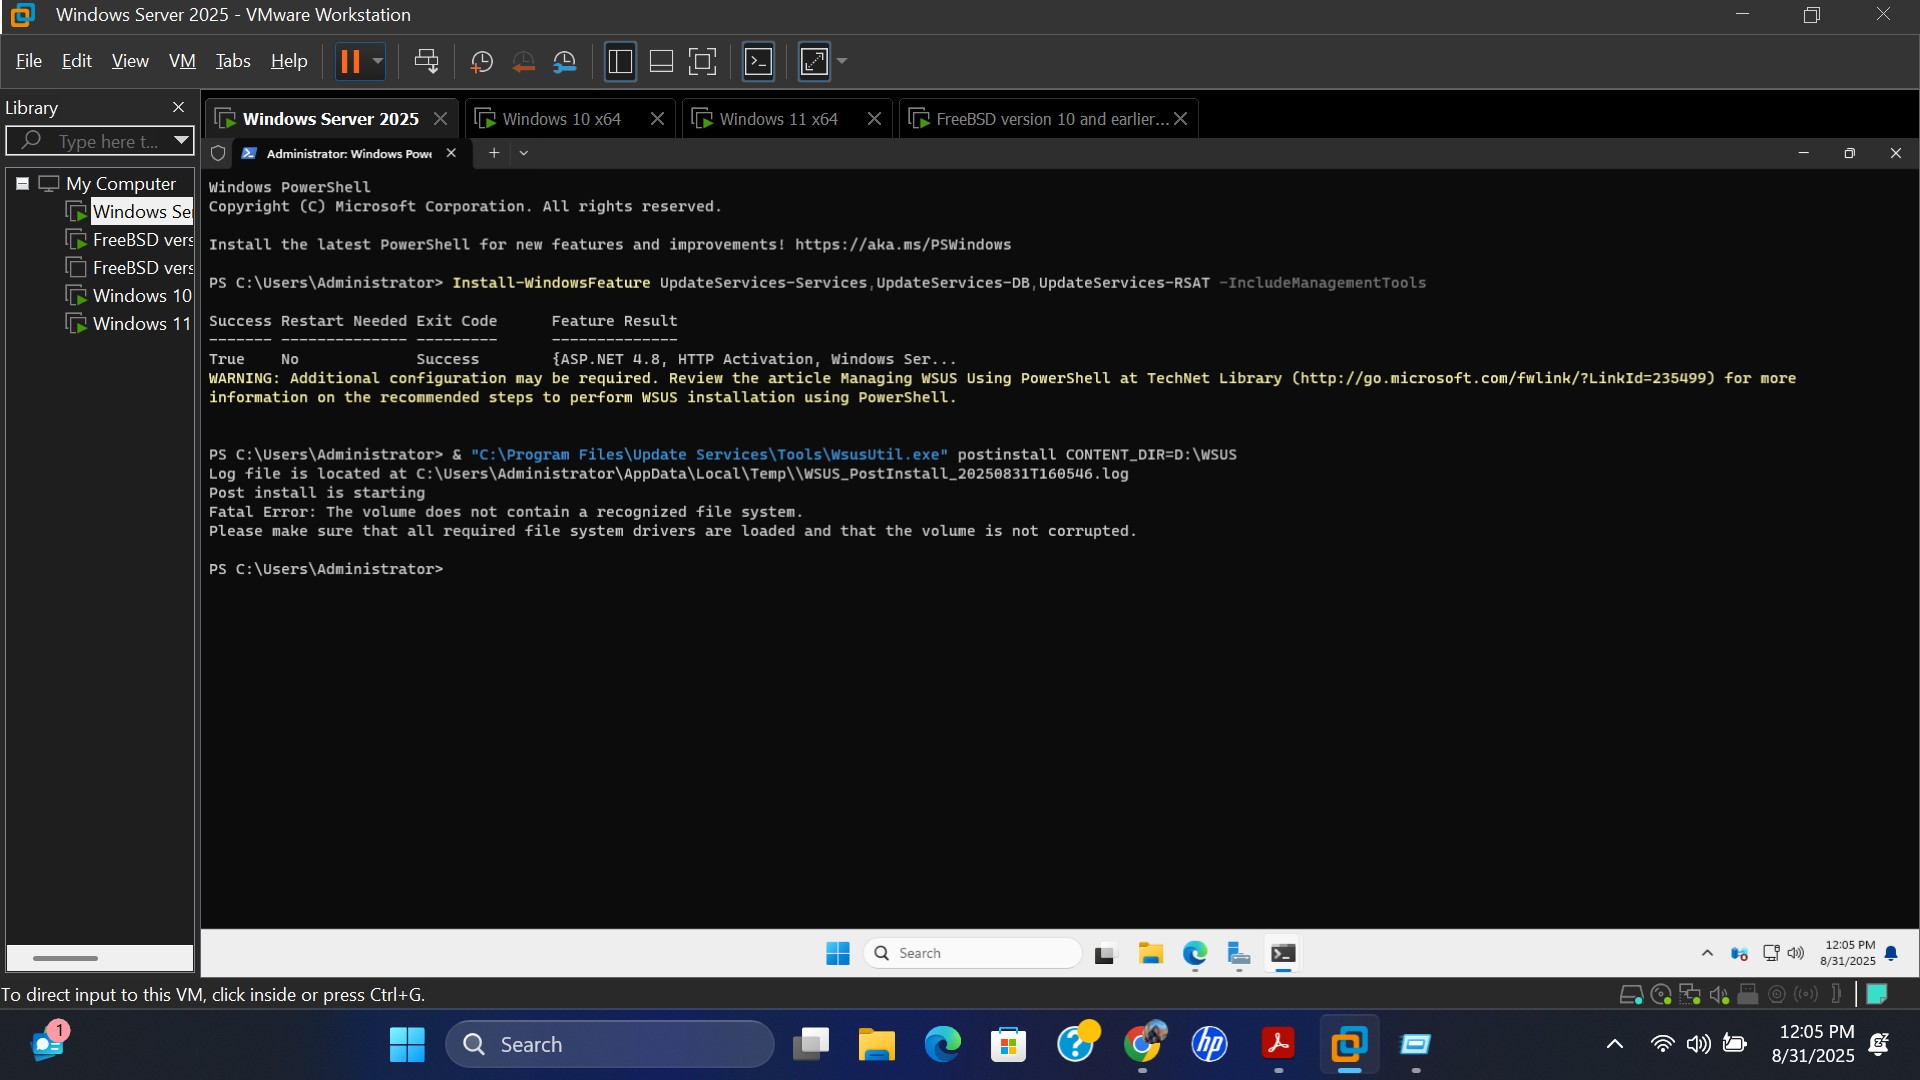 Windows Server 2025 - VMware Workstation
File Edit View VM Tabs Help
Library
Type here t...
My Computer
Windows Ser
FreeBSD vers
FreeBSD vers
Windows 10
Windows 11
Windows Server 2025
Windows 10 x64
Windows 11 x64
FreeBSD version 10 and earlier...
Administrator: Windows Powe
Windows PowerShell
Copyright (C) Microsoft Corporation. All rights reserved.
Install the latest PowerShell for new features and improvements! https://aka.ms/PSWindows
PS C:\Users\Administrator> Install-WindowsFeature UpdateServices-Services,UpdateServices-DB,UpdateServices-RSAT -IncludeManagementTools
Success Restart Needed Exit Code      Feature Result
------- -------------- ---------      --------------
True    No             Success        {ASP.NET 4.8, HTTP Activation, Windows Ser...
WARNING: Additional configuration may be required. Review the article Managing WSUS Using PowerShell at TechNet Library (http://go.microsoft.com/fwlink/?LinkId=235499) for more
information on the recommended steps to perform WSUS installation using PowerShell.
PS C:\Users\Administrator> & "C:\Program Files\Update Services\Tools\WsusUtil.exe" postinstall CONTENT_DIR=D:\WSUS
Log file is located at C:\Users\Administrator\AppData\Local\Temp\\WSUS_PostInstall_20250831T160546.log
Post install is starting
Fatal Error: The volume does not contain a recognized file system.
Please make sure that all required file system drivers are loaded and that the volume is not corrupted.
PS C:\Users\Administrator>
Search
12:05 PM
8/31/2025
To direct input to this VM, click inside or press Ctrl+G.
1
Search
hp
12:05 PM
8/31/2025